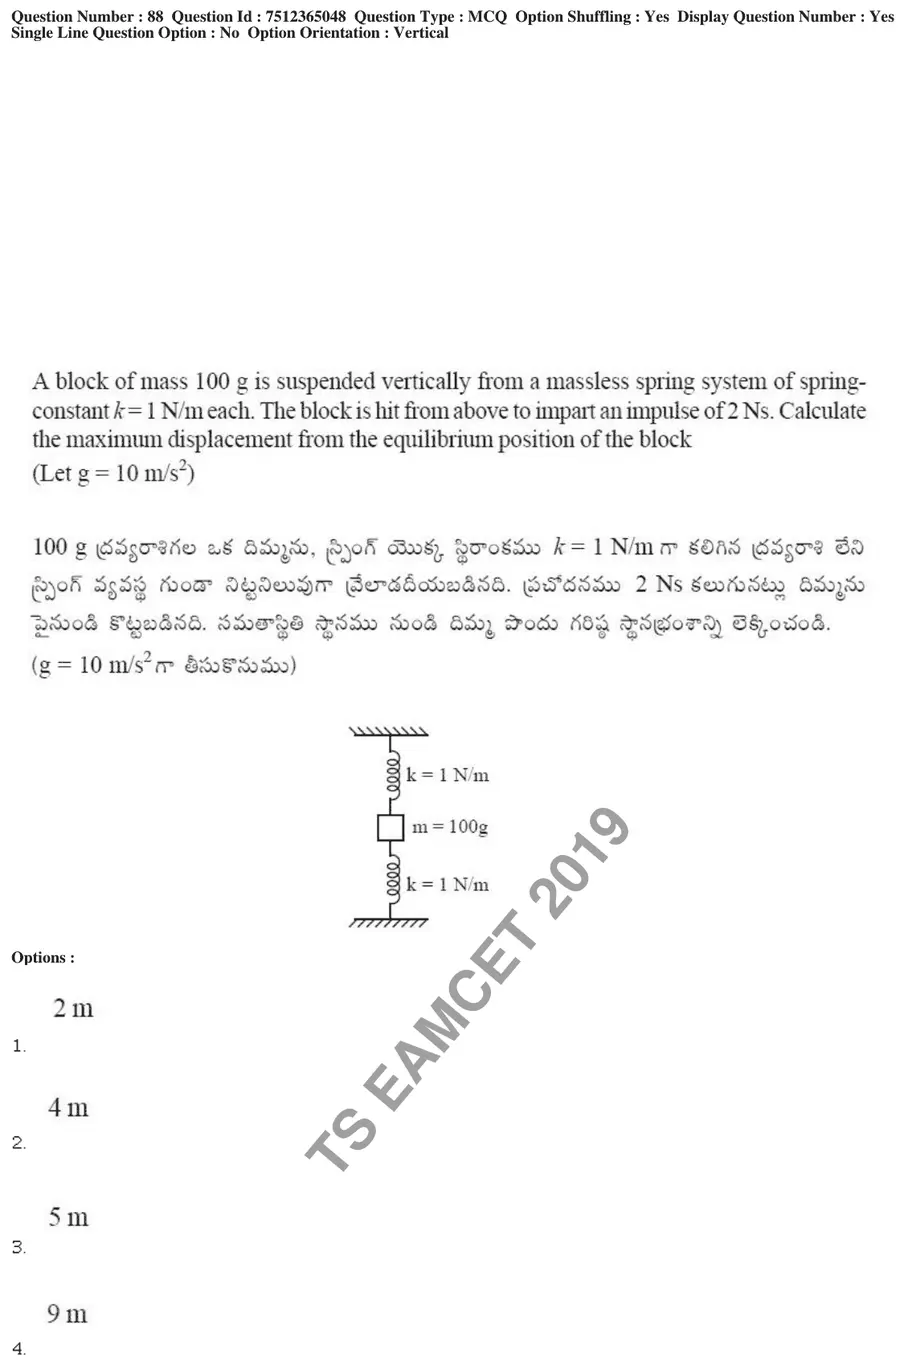 Question Number : 88 Question Id : 7512365048 Question Type : MCQ Option Shuffling : Yes Display Question Number : Yes
Single Line Question Option : No Option Orientation : Vertical
A block of mass 100 g is suspended vertically from a massless spring system of spring-
constant k = 1 N/m each. The block is hit from above to impart an impulse of 2 Ns. Calculate
the maximum displacement from the equilibrium position of the block
(Let g = 10 m/s²)
100 g ద్రవ్యరాశిగల ఒక దిమ్మను, స్ప్రింగ్ యొక్క స్థిరాంకము k = 1 N/m గా కలిగిన ద్రవ్యరాశి లేని
స్ప్రింగ్ వ్యవస్థ గుండా నిట్టనిలువుగా వ్రేలాడదీయబడినది. ప్రచోదనము 2 Ns కలుగునట్లు దిమ్మను
పైనుండి కొట్టబడినది. సమతాస్థితి స్థానము నుండి దిమ్మ పొందు గరిష్ఠ స్థానభ్రంశాన్ని లెక్కించండి.
(g = 10 m/s² గా తీసుకొనుము)
k = 1 N/m
m = 100g
k = 1 N/m
TS EAMCET 2019
Options :
2 m
1.
4 m
2.
5 m
3.
9 m
4.